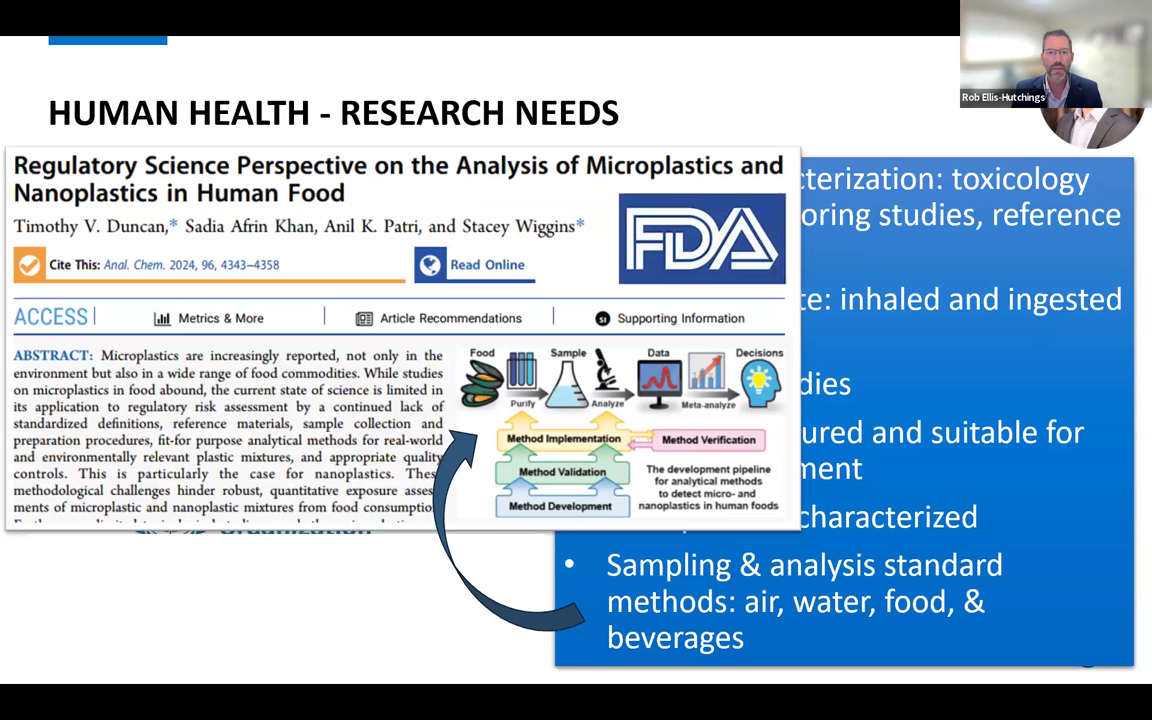 Rob Ellis-Hutchings
HUMAN HEALTH - RESEARCH NEEDS
Regulatory Science Perspective on the Analysis of Microplastics and
Nanoplastics in Human Food
Timothy V. Duncan,* Sadia Afrin Khan, Anil K. Patri, and Stacey Wiggins*
Cite This: Anal. Chem. 2024, 96, 4343–4358
Read Online
FDA
ACCESS
Metrics & More
Article Recommendations
SI Supporting Information
ABSTRACT: Microplastics are increasingly reported, not only in the
environment but also in a wide range of food commodities. While studies
on microplastics in food abound, the current state of science is limited in
its application to regulatory risk assessment by a continued lack of
standardized definitions, reference materials, sample collection and
preparation procedures, fit-for purpose analytical methods for real-world
and environmentally relevant plastic mixtures, and appropriate quality
controls. This is particularly the case for nanoplastics. Thes
methodological challenges hinder robust, quantitative exposure asses
ments of microplastic and nanoplastic mixtures from food consumptio
Food
Sample
Data
Decisions
Purify
Analyze
Meta-analyze
Method Implementation
Method Verification
Method Validation
Method Development
The development pipeline
for analytical methods
to detect micro- and
nanoplastics in human foods
cterization: toxicology
oring studies, reference
te: inhaled and ingested
dies
ured and suitable for
ment
characterized
• Sampling & analysis standard
methods: air, water, food, &
beverages